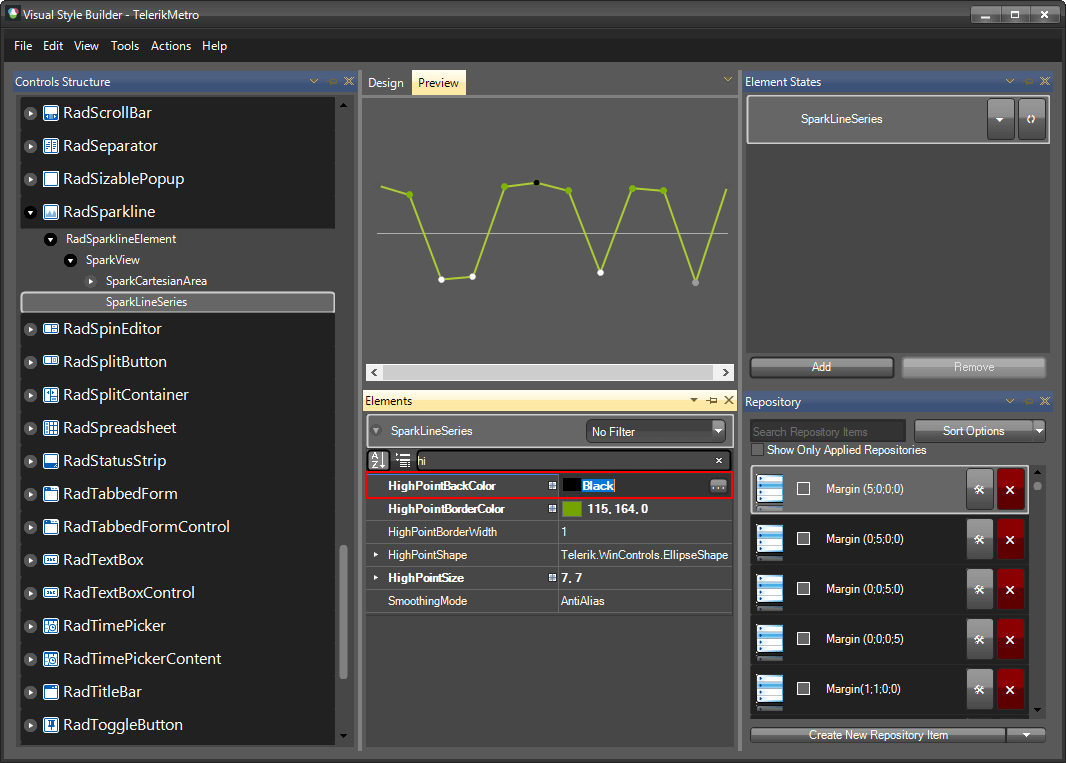 Visual Style Builder - TelerikMetro
File Edit View Tools Actions Help
Controls Structure
RadScrollBar
RadSeparator
RadSizablePopup
RadSparkline
RadSparklineElement
SparkView
SparkCartesianArea
SparkLineSeries
RadSpinEditor
RadSplitButton
RadSplitContainer
RadSpreadsheet
RadStatusStrip
RadTabbedForm
RadTabbedFormControl
RadTextBox
RadTextBoxControl
RadTimePicker
RadTimePickerContent
RadTitleBar
RadToggleButton
Design Preview
Elements
SparkLineSeries No Filter
hi
HighPointBackColor Black
HighPointBorderColor 115, 164, 0
HighPointBorderWidth 1
HighPointShape Telerik.WinControls.EllipseShape
HighPointSize 7, 7
SmoothingMode AntiAlias
Element States
SparkLineSeries
Add Remove
Repository
Search Repository Items Sort Options
Show Only Applied Repositories
Margin (5;0;0;0)
Margin (0;5;0;0)
Margin (0;0;5;0)
Margin (0;0;0;5)
Margin(1;1;0;0)
Create New Repository Item